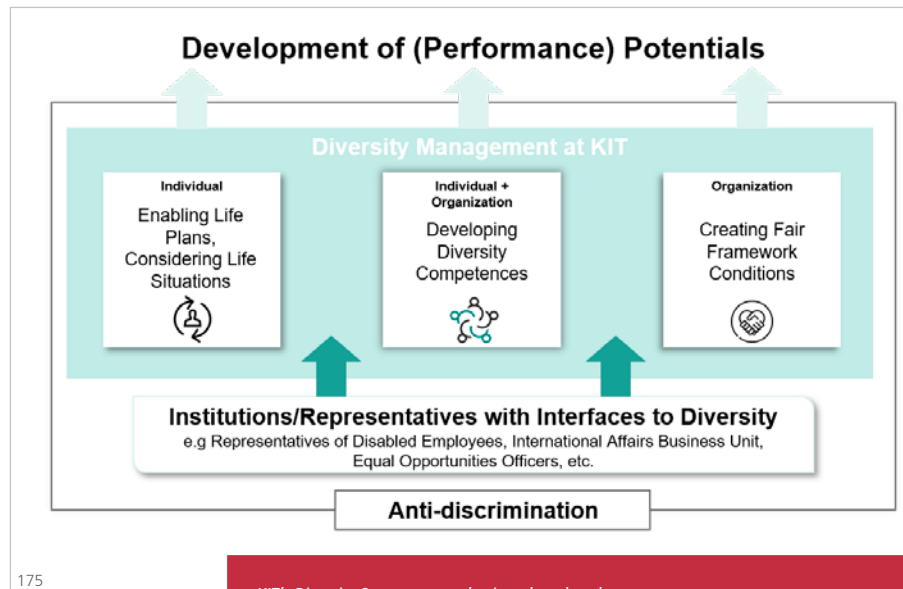 Development of (Performance) Potentials
Diversity Management at KIT
Individual
Enabling Life
Plans,
Considering Life
Situations
Individual +
Organization
Developing
Diversity
Competences
Organization
Creating Fair
Framework
Conditions
Institutions/Representatives with Interfaces to Diversity
e.g Representatives of Disabled Employees, International Affairs Business Unit,
Equal Opportunities Officers, etc.
Anti-discrimination
175